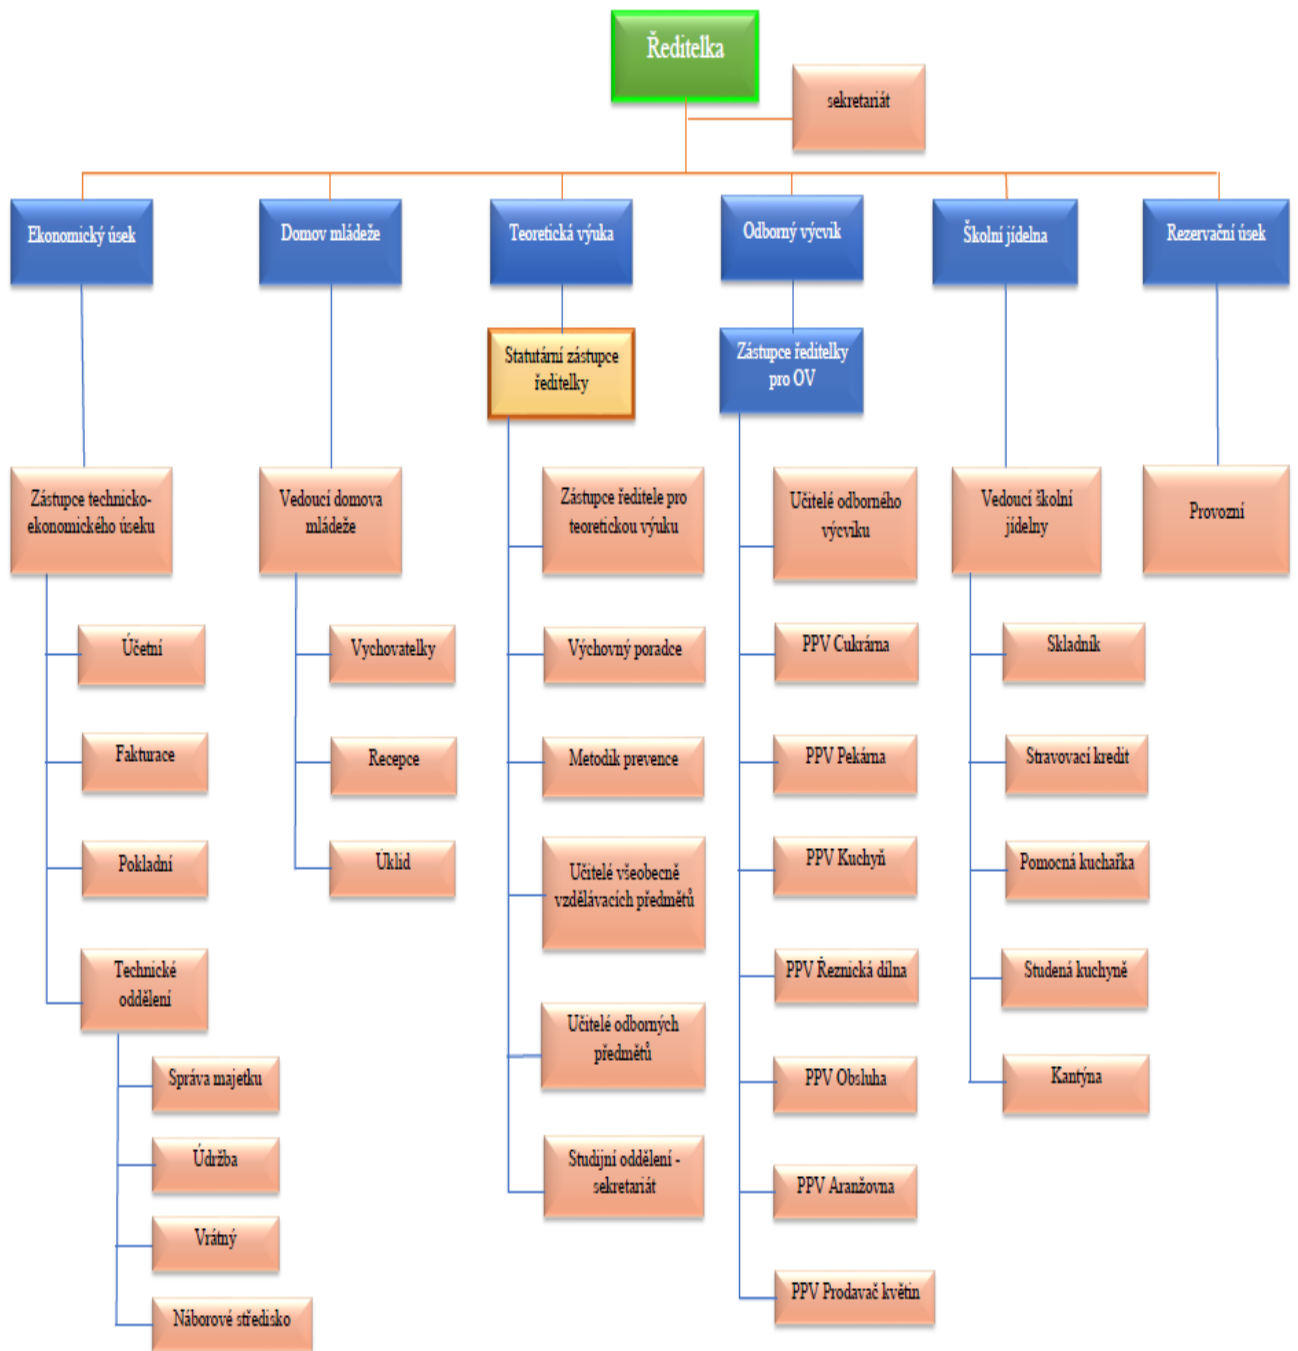 Ředitelka
sekretariát
Ekonomický úsek
Domov mládeže
Teoretická výuka
Odborný výcvik
Školní jídelna
Rezervační úsek
Statutární zástupce
ředitelky
Zástupce ředitelky
pro OV
Zástupce technicko-
ekonomického úseku
Vedoucí domova
mládeže
Zástupce ředitele pro
teoretickou výuku
Učitelé odborného
výcviku
Vedoucí školní
jídelny
Provozní
Účetní
Vychovatelky
Výchovný poradce
PPV Cukrárna
Skladník
Fakturace
Recepce
Metodik prevence
PPV Pekárna
Stravovací kredit
Pokladní
Úklid
Učitelé všeobecně
vzdělávacích předmětů
PPV Kuchyň
Pomocná kuchařka
Technické
oddělení
Učitelé odborných
předmětů
PPV Řeznická dílna
Studená kuchyně
Správa majetku
PPV Obsluha
Kantýna
Údržba
Studijní oddělení -
sekretariát
PPV Aranžovna
Vrátný
Náborové středisko
PPV Prodavač květin